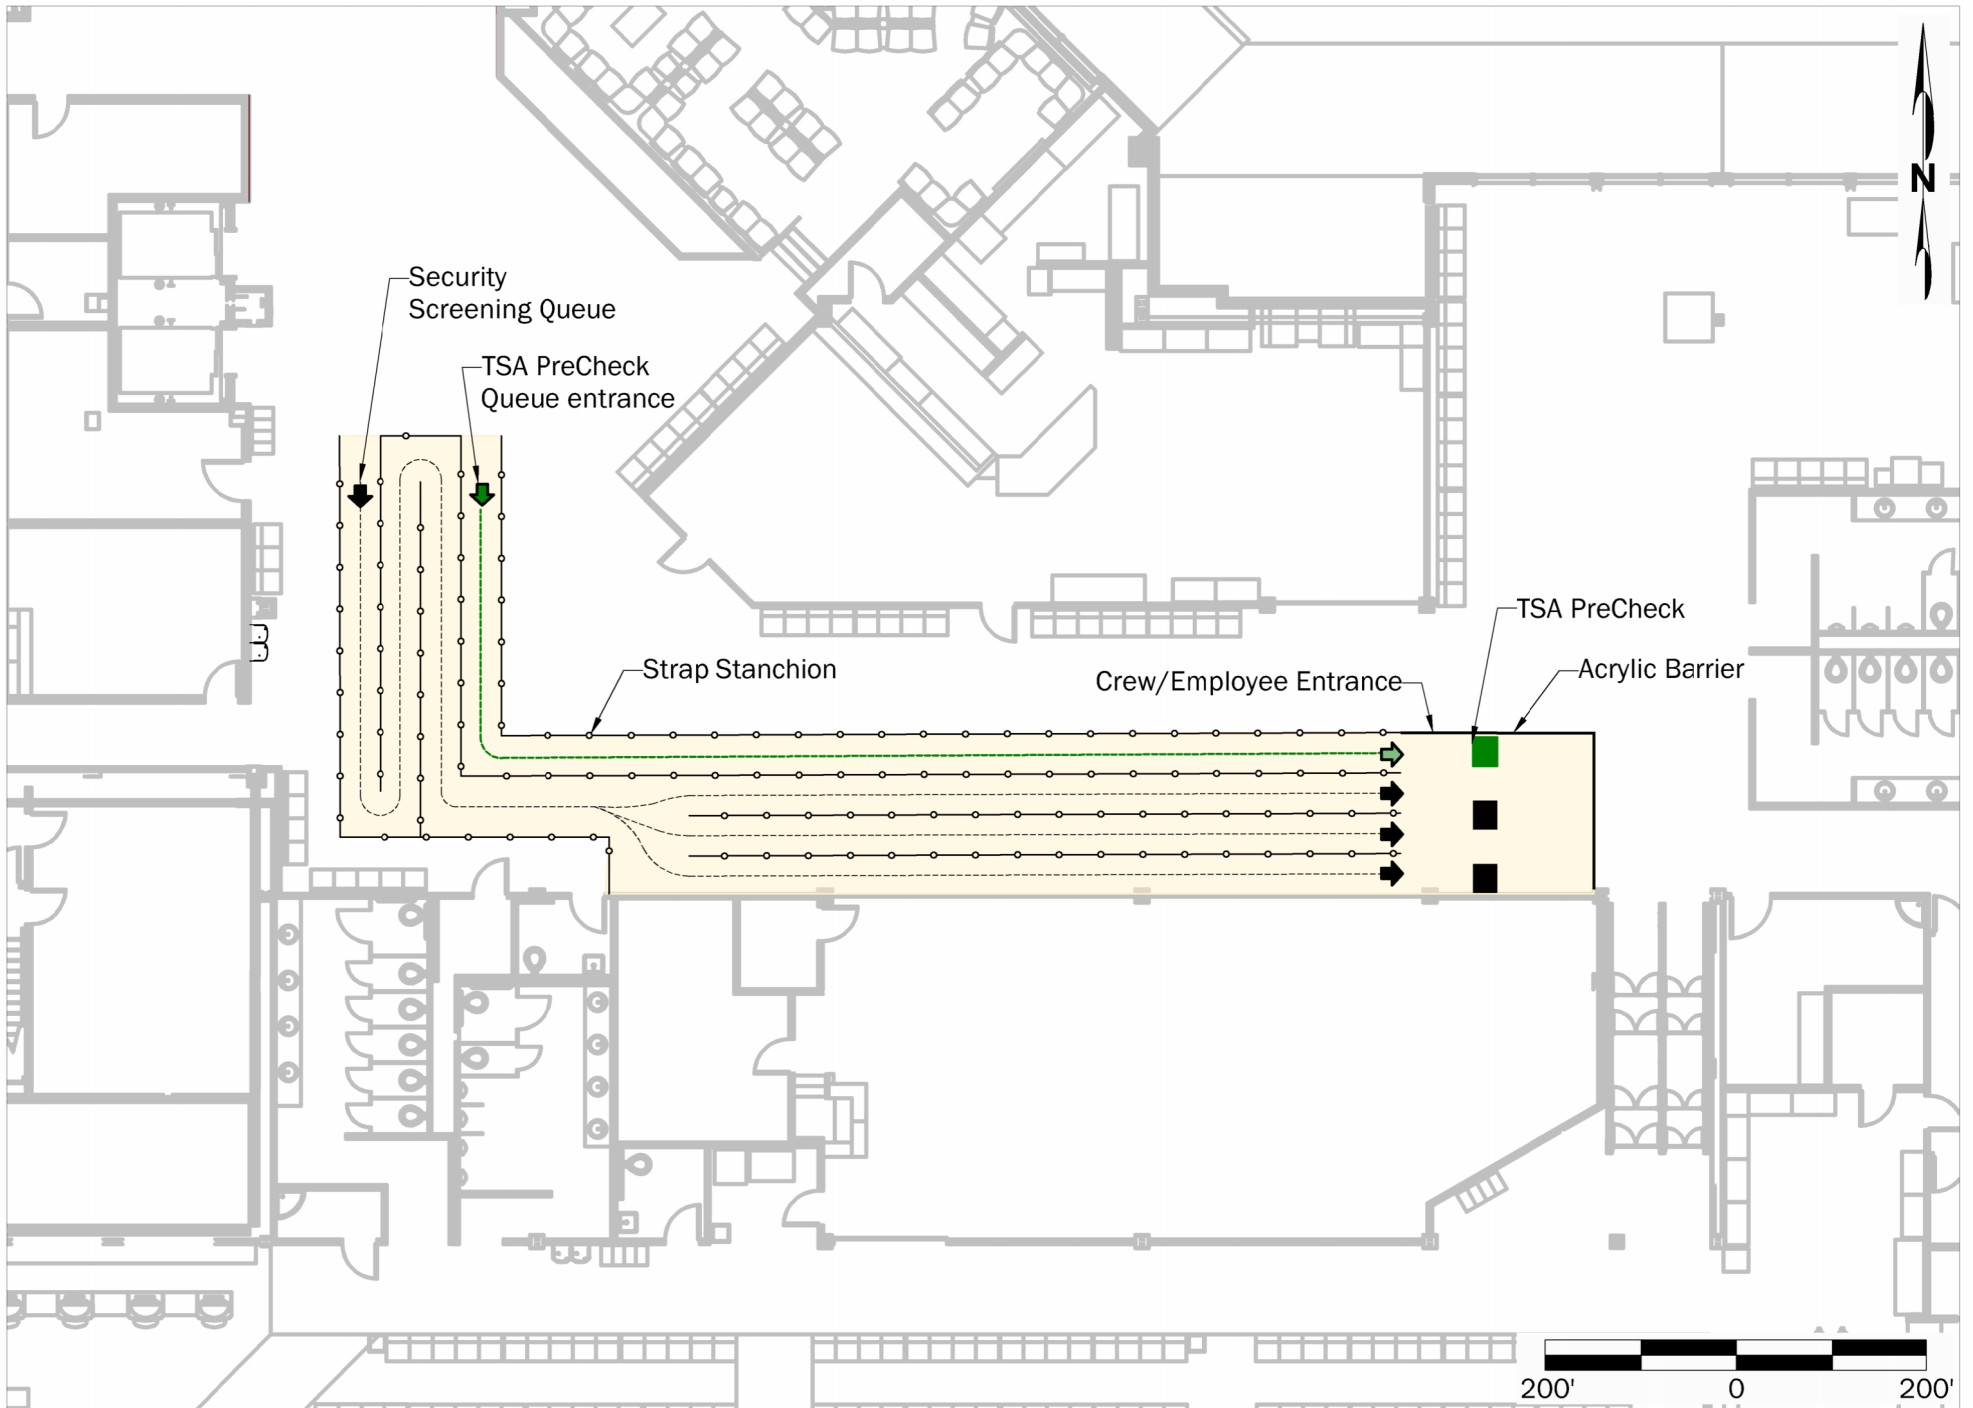 N
Security
Screening Queue
TSA PreCheck
Queue entrance
TSA PreCheck
Strap Stanchion
Crew/Employee Entrance
Acrylic Barrier
200' 0 200'